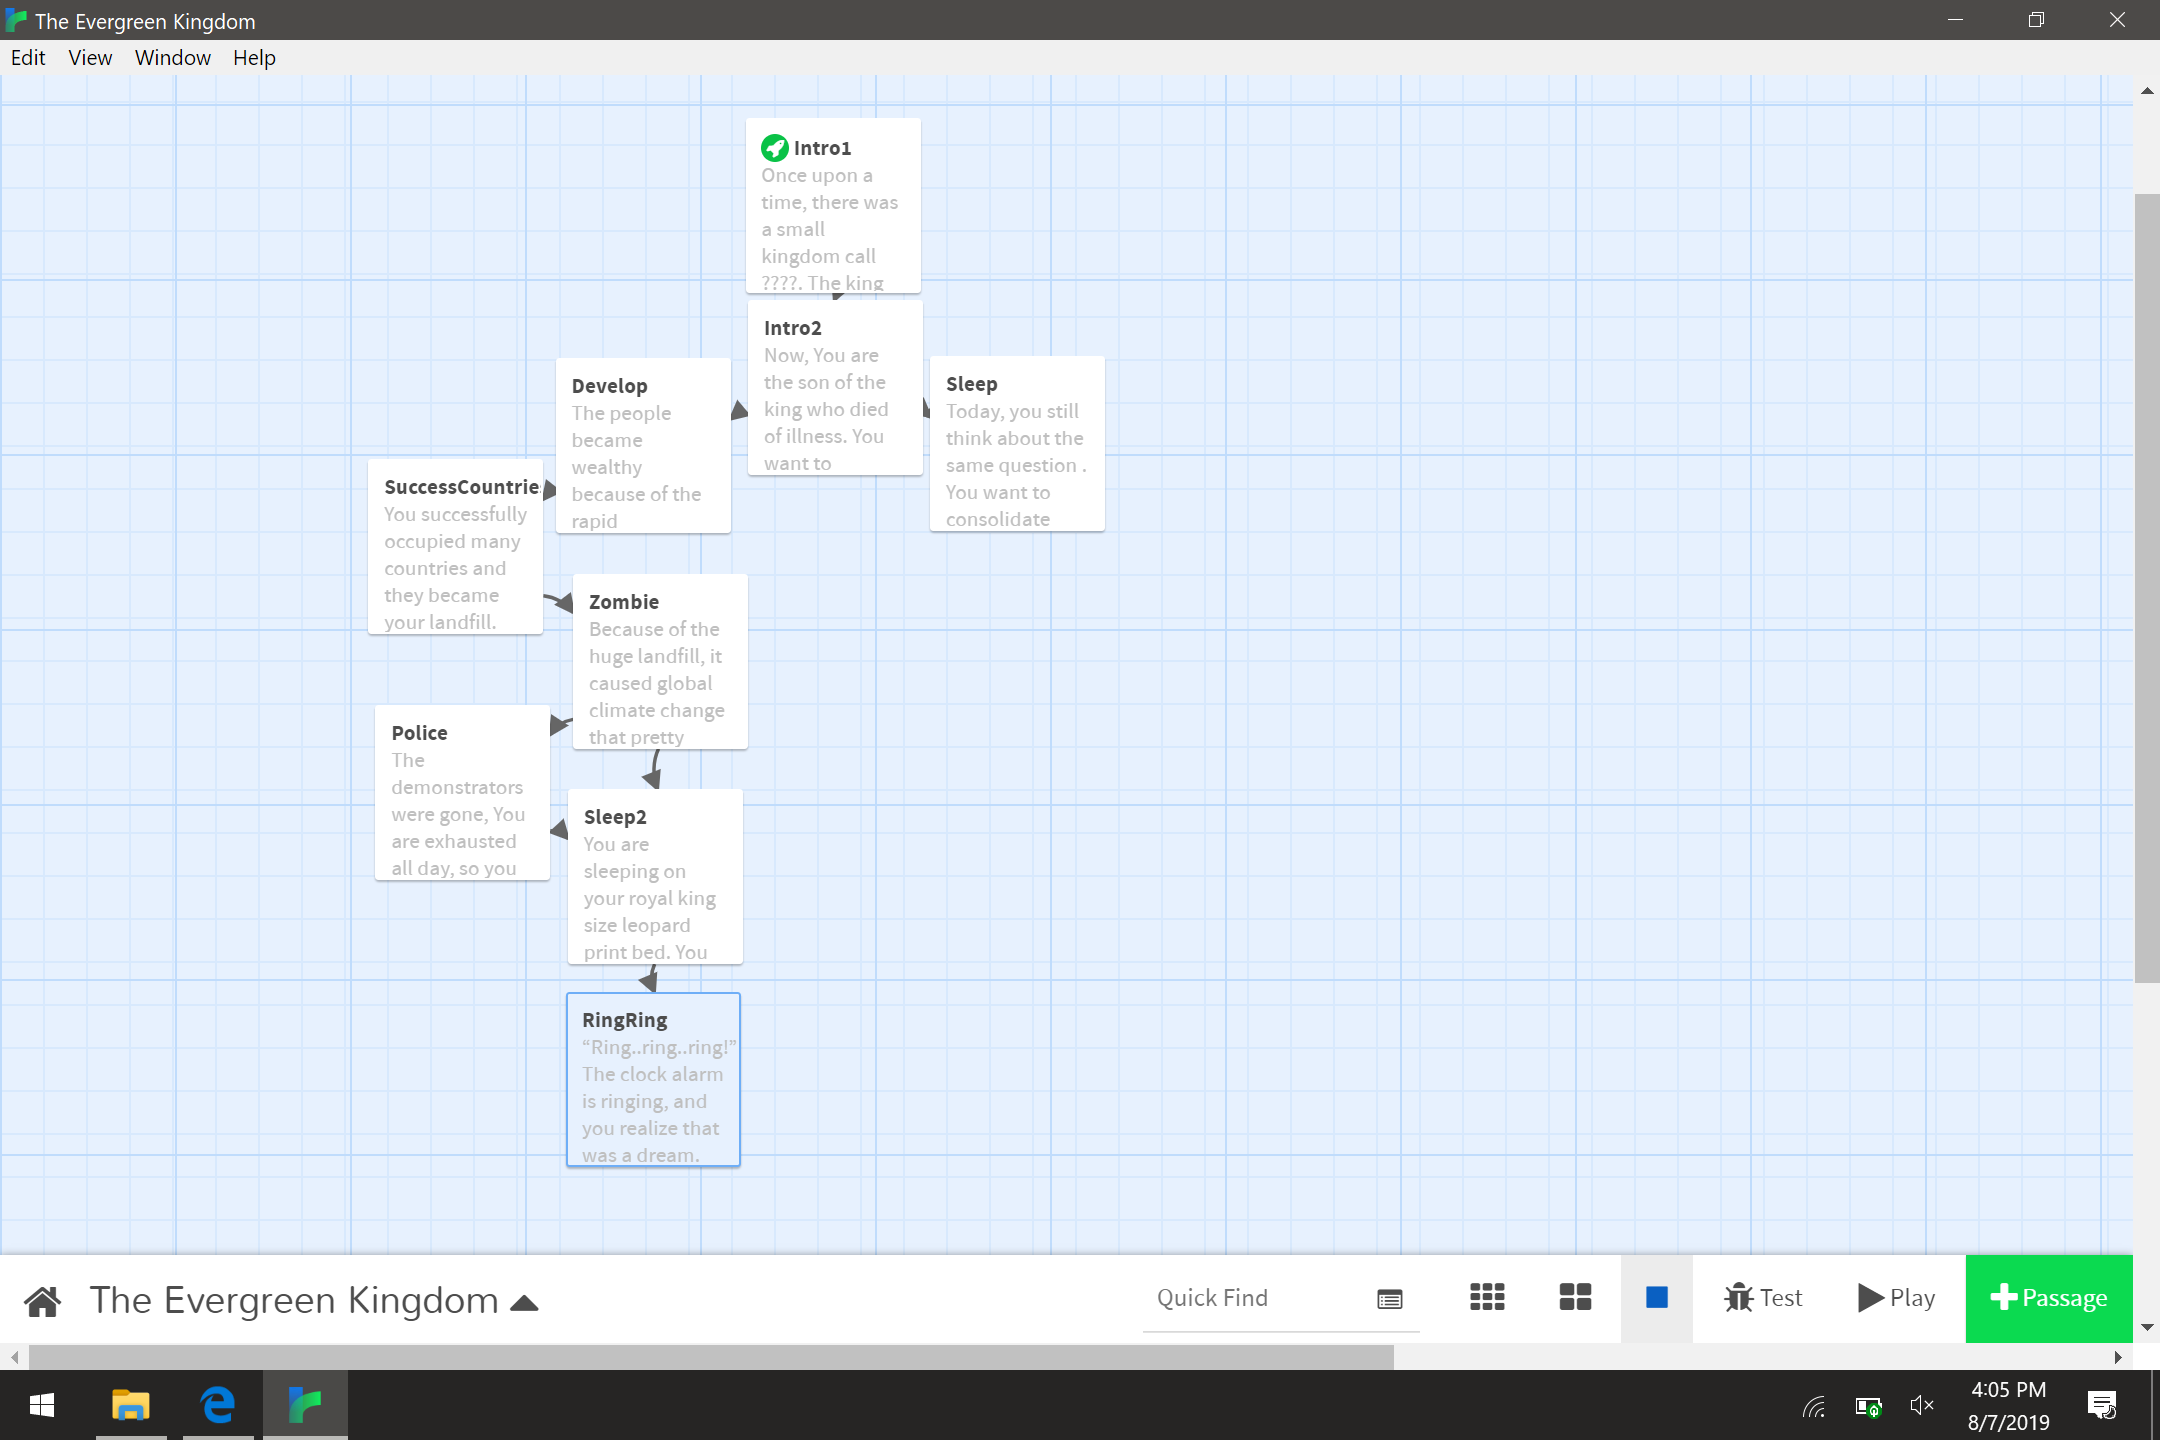 The Evergreen Kingdom
Edit View Window Help
Intro1
Once upon a
time, there was
a small
kingdom call
????. The king
Intro2
Now, You are
the son of the
king who died
of illness. You
want to
Develop
The people
became
wealthy
because of the
rapid
Sleep
Today, you still
think about the
same question .
You want to
consolidate
SuccessCountrie
You successfully
occupied many
countries and
they became
your landfill.
Zombie
Because of the
huge landfill, it
caused global
climate change
that pretty
Police
The
demonstrators
were gone, You
are exhausted
all day, so you
Sleep2
You are
sleeping on
your royal king
size leopard
print bed. You
RingRing
“Ring..ring..ring!”
The clock alarm
is ringing, and
you realize that
was a dream.
The Evergreen Kingdom
Quick Find
Test
Play
Passage
4:05 PM
8/7/2019